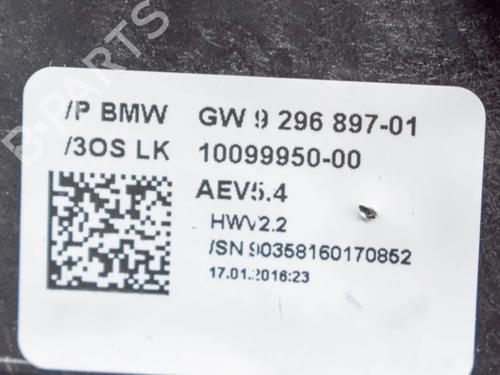 /P BMW GW 9 296 897-01
/3OS LK 10099950-00
AEV5.4
HWV2.2
/SN 90358160170852
17.01.2016:23
B-PARTS